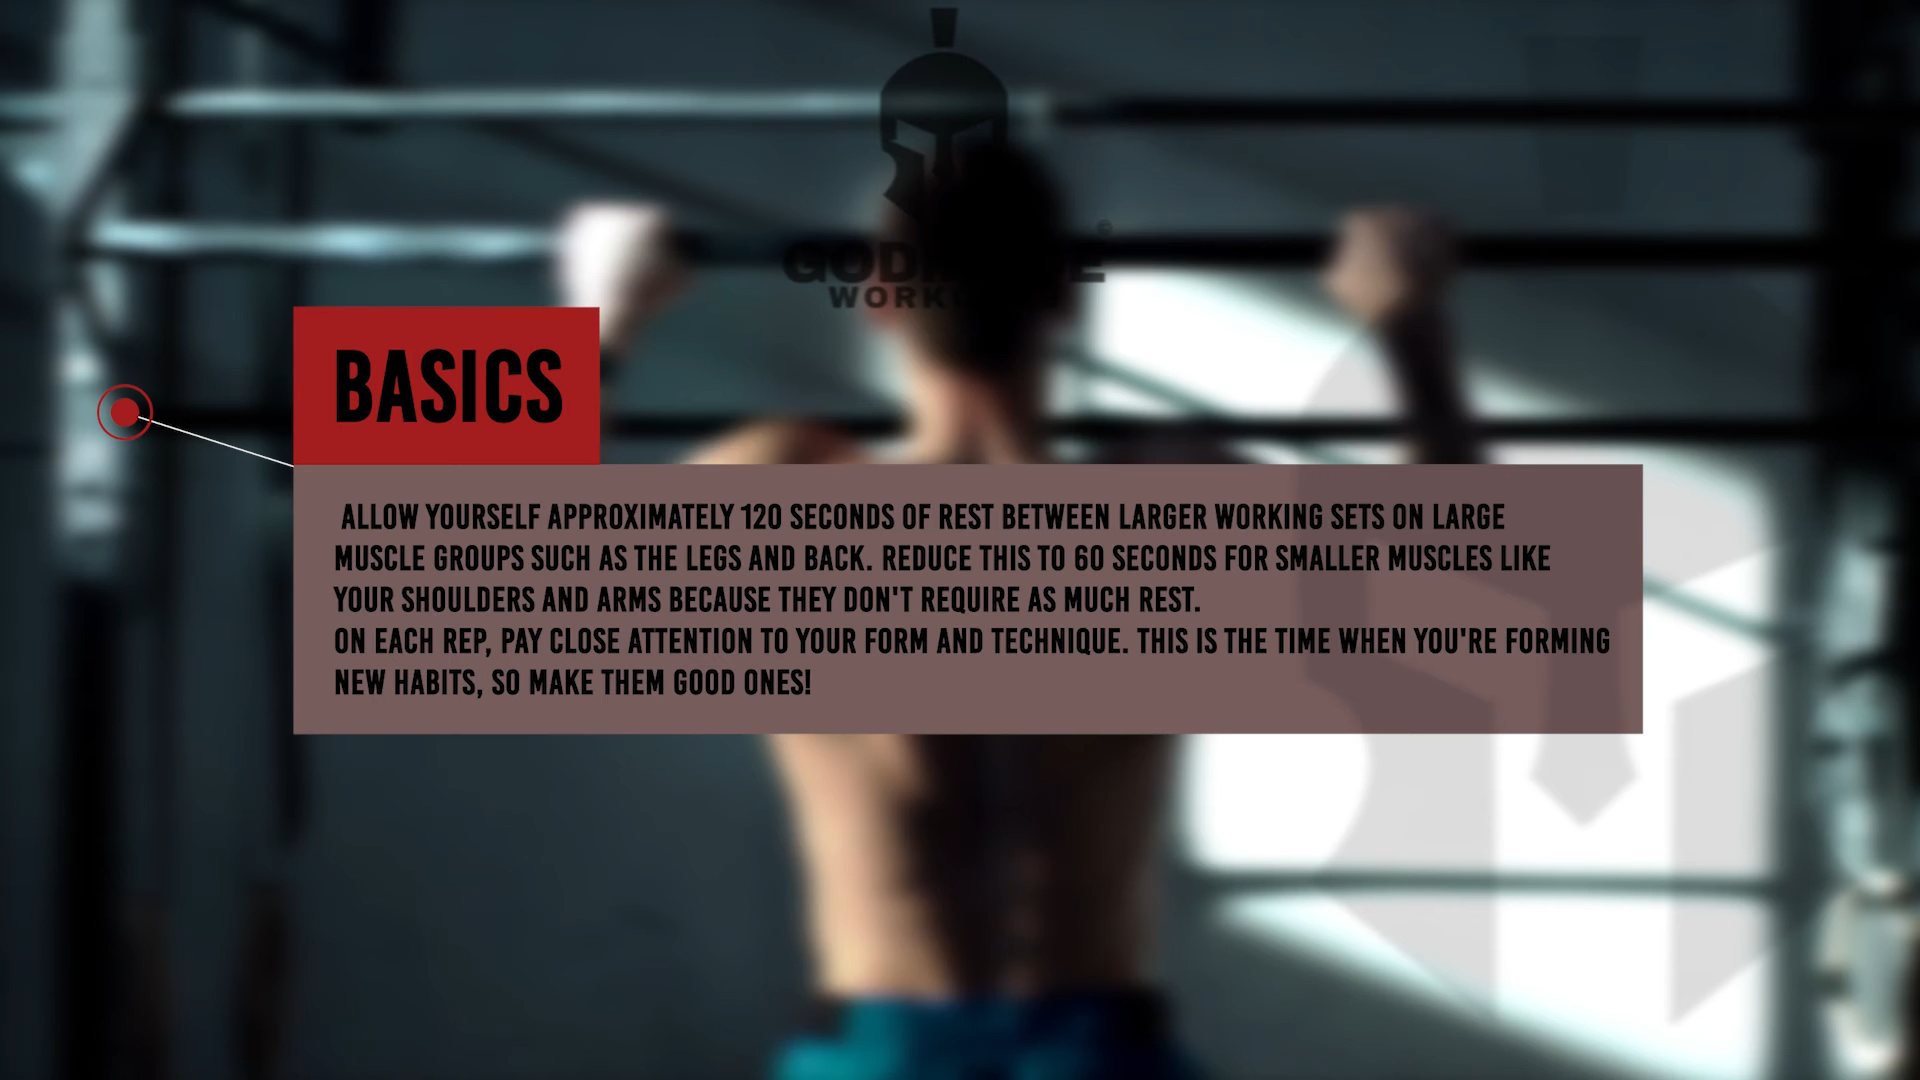 ©
WORK
BASICS
ALLOW YOURSELF APPROXIMATELY 120 SECONDS OF REST BETWEEN LARGER WORKING SETS ON LARGE
MUSCLE GROUPS SUCH AS THE LEGS AND BACK. REDUCE THIS TO 60 SECONDS FOR SMALLER MUSCLES LIKE
YOUR SHOULDERS AND ARMS BECAUSE THEY DON'T REQUIRE AS MUCH REST.
ON EACH REP, PAY CLOSE ATTENTION TO YOUR FORM AND TECHNIQUE. THIS IS THE TIME WHEN YOU'RE FORMING
NEW HABITS, SO MAKE THEM GOOD ONES!